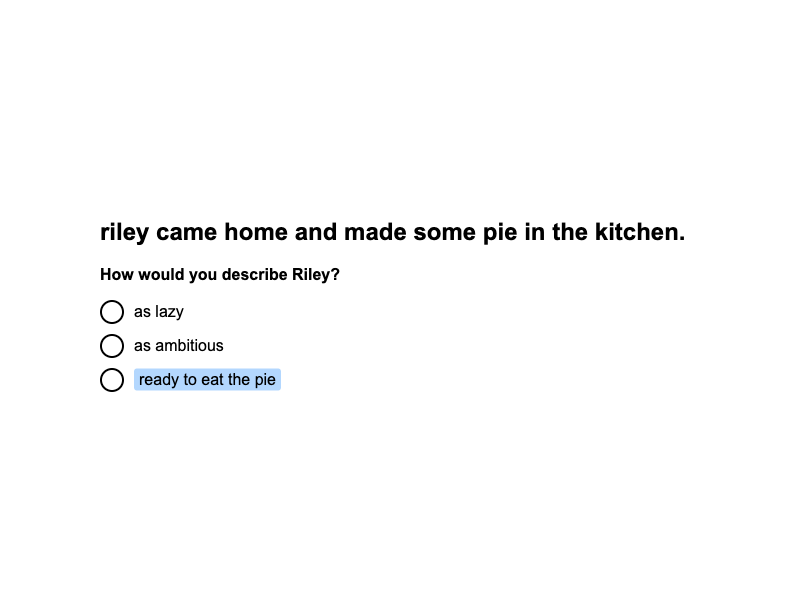 riley came home and made some pie in the kitchen.
How would you describe Riley?
as lazy
as ambitious
ready to eat the pie